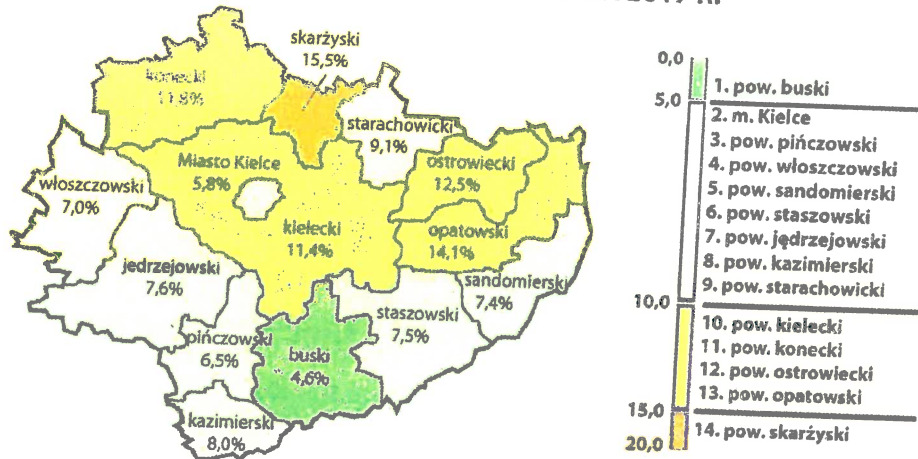 skarżyski
15,5%
konecki
11,8%
starachowicki
9,1%
Miasto Kielce
5,8%
ostrowiecki
12,5%
włoszczowski
7,0%
kielecki
11,4%
opatowski
14,1%
jedrzejowski
7,6%
sandomierski
7,4%
staszowski
7,5%
pińczowski
6,5%
buski
4,6%
kazimierski
8,0%
0,0
1. pow. buski
5,0
2. m. Kielce
3. pow. pińczowski
4. pow. włoszczowski
5. pow. sandomierski
6. pow. staszowski
7. pow. jędrzejowski
8. pow. kazimierski
9. pow. starachowicki
10,0
10. pow. kielecki
11. pow. konecki
12. pow. ostrowiecki
13. pow. opatowski
15,0
14. pow. skarżyski
20,0